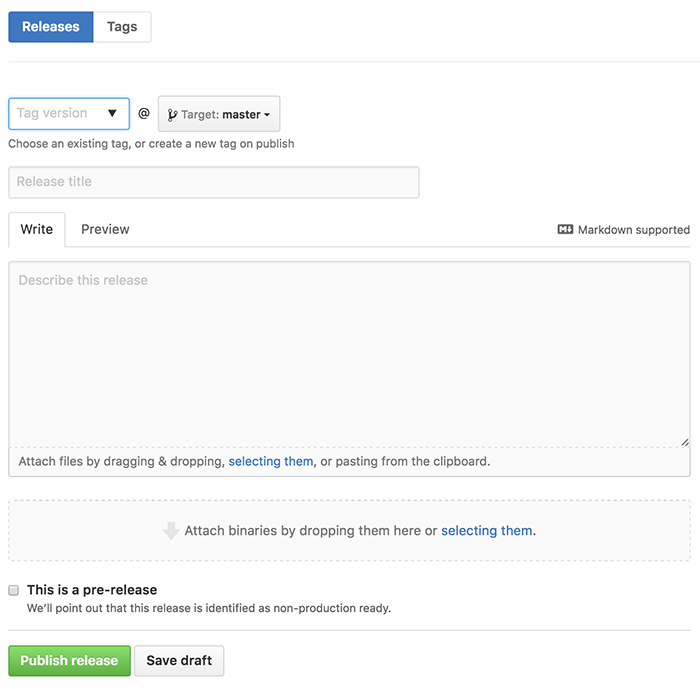 Releases Tags
Tag version @ Target: master
Choose an existing tag, or create a new tag on publish
Release title
Write Preview Markdown supported
Describe this release
Attach files by dragging & dropping, selecting them, or pasting from the clipboard.
Attach binaries by dropping them here or selecting them.
This is a pre-release
We’ll point out that this release is identified as non-production ready.
Publish release Save draft